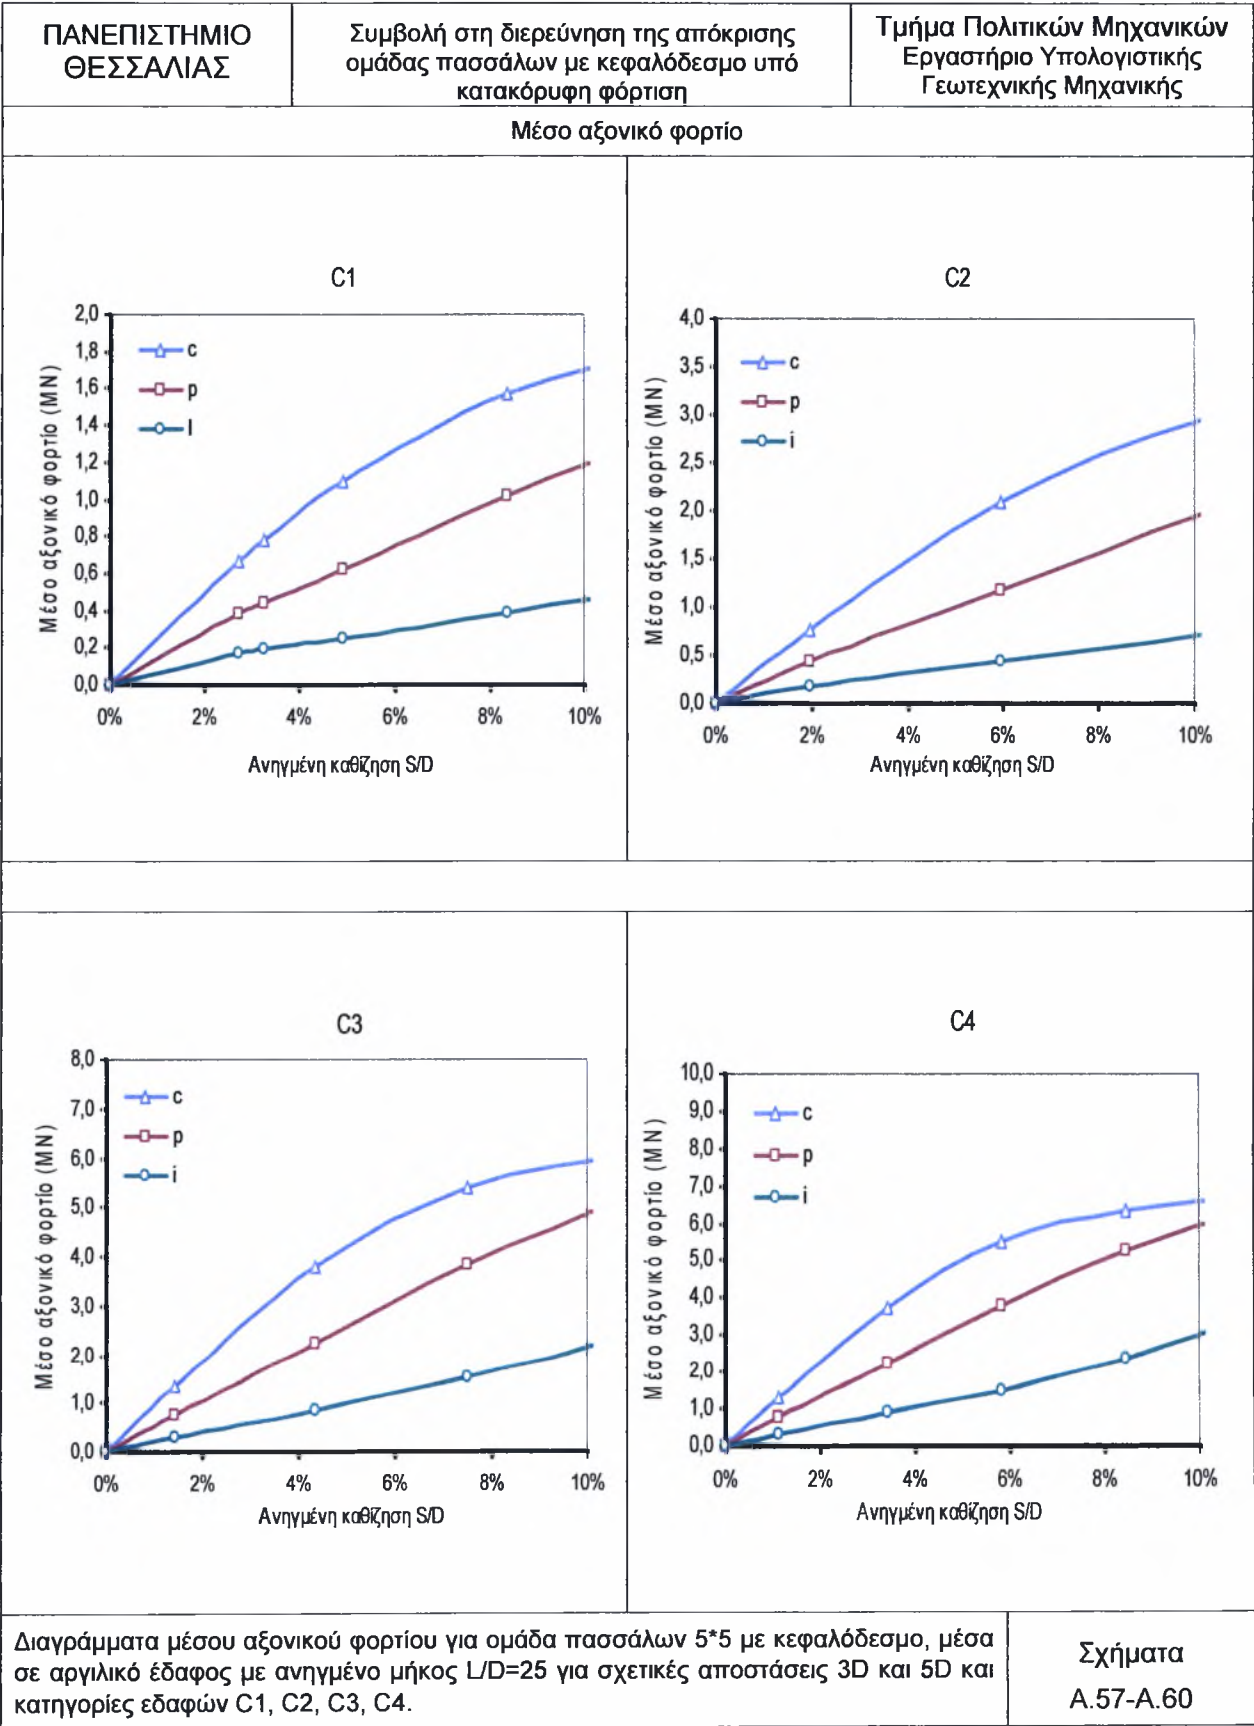 ΠΑΝΕΠΙΣΤΗΜΙΟ
ΘΕΣΣΑΛΙΑΣ
Συμβολή στη διερεύνηση της απόκρισης
ομάδας πασσάλων με κεφαλόδεσμο υπό
κατακόρυφη φόρτιση
Τμήμα Πολιτικών Μηχανικών
Εργαστήριο Υπολογιστικής
Γεωτεχνικής Μηχανικής
Μέσο αξονικό φορτίο
C1
Μέσο αξονικό φορτίο (MN)
2,0
1,8
1,6
1,4
1,2
1,0
0,8
0,6
0,4
0,2
0,0
c
p
I
0% 2% 4% 6% 8% 10%
Ανηγμένη καθίζηση S/D
C2
Μέσο αξονικό φορτίο (MN)
4,0
3,5
3,0
2,5
2,0
1,5
1,0
0,5
0,0
c
p
i
0% 2% 4% 6% 8% 10%
Ανηγμένη καθίζηση S/D
C3
Μέσο αξονικό φορτίο (MN)
8,0
7,0
6,0
5,0
4,0
3,0
2,0
1,0
0,0
c
p
i
0% 2% 4% 6% 8% 10%
Ανηγμένη καθίζηση S/D
C4
Μέσο αξονικό φορτίο (MN)
10,0
9,0
8,0
7,0
6,0
5,0
4,0
3,0
2,0
1,0
0,0
c
p
i
0% 2% 4% 6% 8% 10%
Ανηγμένη καθίζηση S/D
Διαγράμματα μέσου αξονικού φορτίου για ομάδα πασσάλων 5*5 με κεφαλόδεσμο, μέσα
σε αργιλικό έδαφος με ανηγμένο μήκος L/D=25 για σχετικές αποστάσεις 3D και 5D και
κατηγορίες εδαφών C1, C2, C3, C4.
Σχήματα
Α.57-Α.60